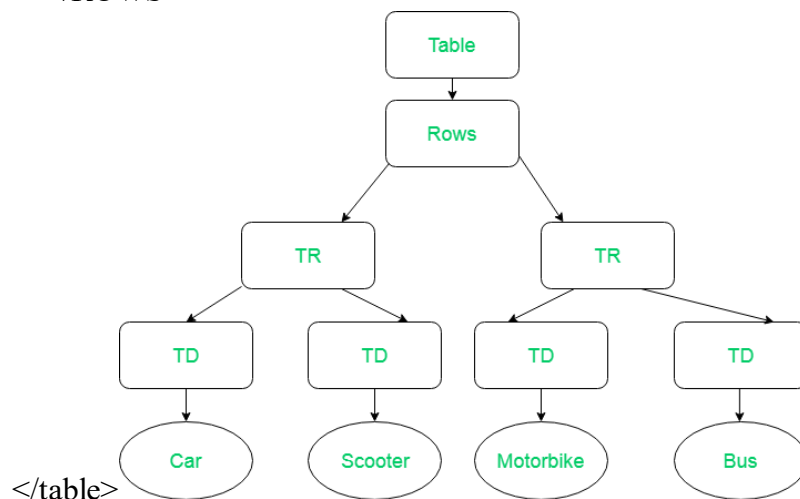 Table
Rows
TR TR
TD TD TD TD
Car Scooter Motorbike Bus
</table>